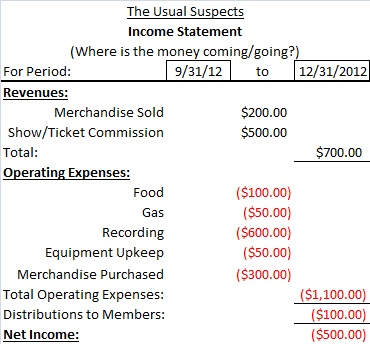 The Usual Suspects
Income Statement
(Where is the money coming/going?)
For Period: 9/31/12 to 12/31/2012
Revenues:
Merchandise Sold $200.00
Show/Ticket Commission $500.00
Total: $700.00
Operating Expenses:
Food ($100.00)
Gas ($50.00)
Recording ($600.00)
Equipment Upkeep ($50.00)
Merchandise Purchased ($300.00)
Total Operating Expenses: ($1,100.00)
Distributions to Members: ($100.00)
Net Income: ($500.00)